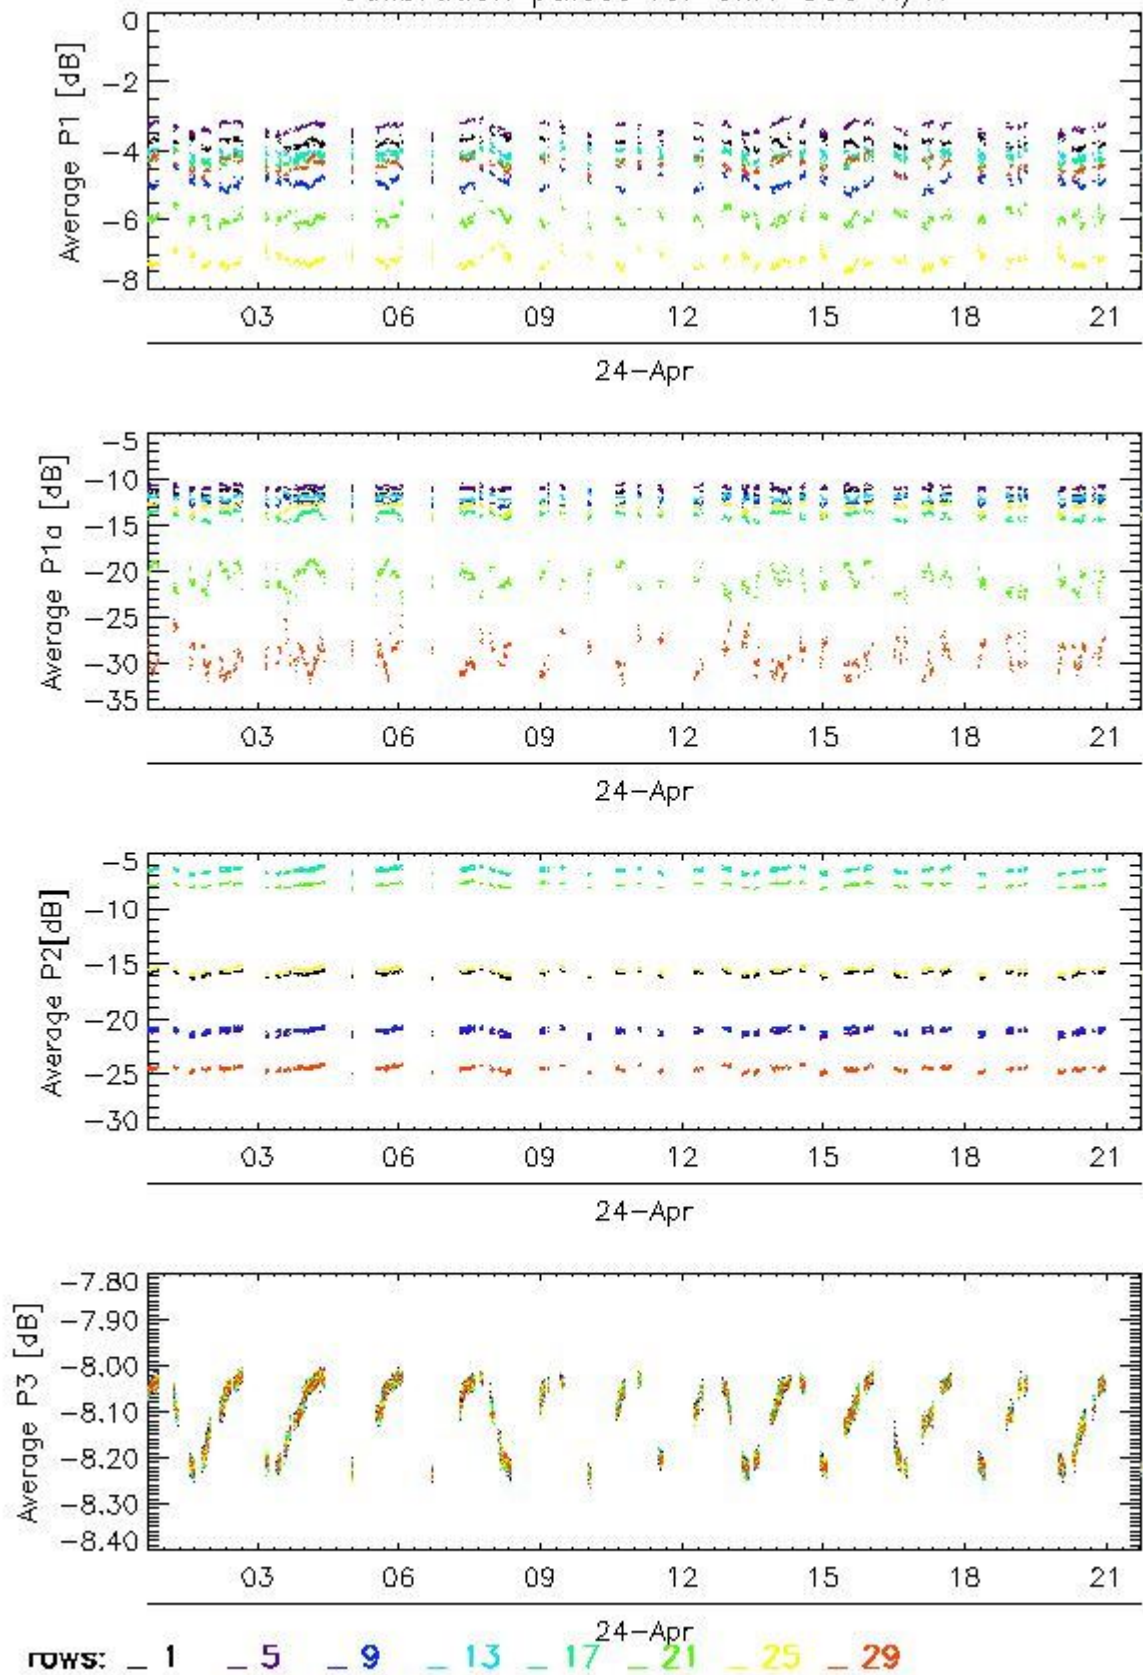 0
-2
-4
-6
-8
Average P1 [dB]
03 06 09 12 15 18 21
24-Apr
-5
-10
-15
-20
-25
-30
-35
Average P1a [dB]
03 06 09 12 15 18 21
24-Apr
-5
-10
-15
-20
-25
-30
Average P2[dB]
03 06 09 12 15 18 21
24-Apr
-7.80
-7.90
-8.00
-8.10
-8.20
-8.30
-8.40
Average P3 [dB]
03 06 09 12 15 18 21
24-Apr
rows: _ 1 _ 5 _ 9 _ 13 _ 17 _ 21 _ 25 _ 29